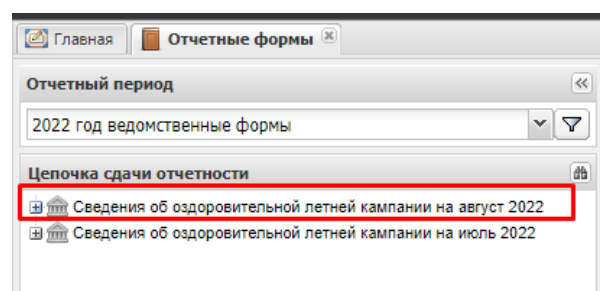 Главная Отчетные формы
Отчетный период
2022 год ведомственные формы
Цепочка сдачи отчетности
Сведения об оздоровительной летней кампании на август 2022
Сведения об оздоровительной летней кампании на июль 2022